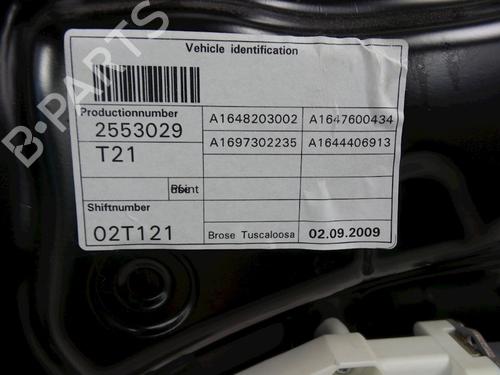 Vehicle identification
Productionnumber
2553029
T21
Shiftnumber
02T121
A1648203002
A1647600434
A1697302235
A1644406913
Brose Tuscaloosa
02.09.2009
B-PARTS